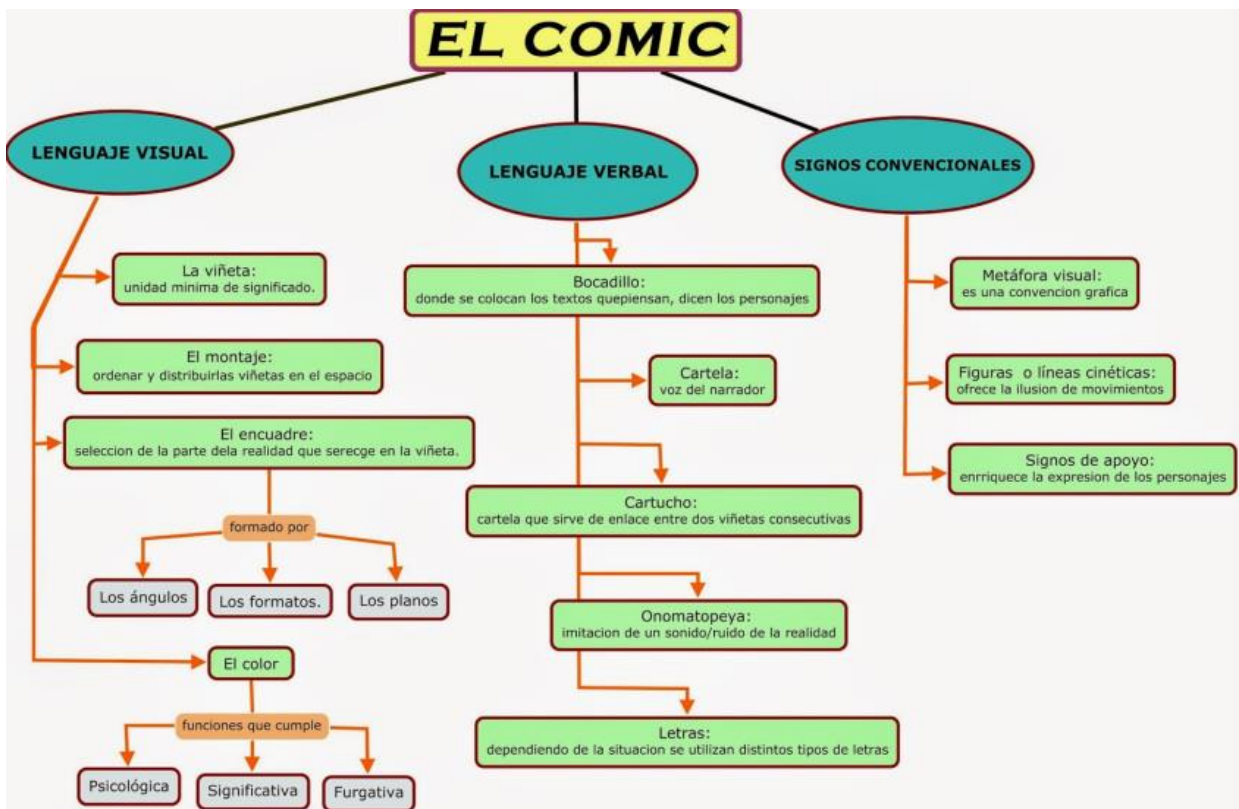 EL COMIC
LENGUAJE VISUAL
LENGUAJE VERBAL
SIGNOS CONVENCIONALES
La viñeta:
unidad minima de significado.
El montaje:
ordenar y distribuirlas viñetas en el espacio
El encuadre:
seleccion de la parte dela realidad que serecge en la viñeta.
formado por
Los ángulos
Los formatos.
Los planos
El color
funciones que cumple
Psicológica
Significativa
Furgativa
Bocadillo:
donde se colocan los textos quepiensan, dicen los personajes
Cartela:
voz del narrador
Cartucho:
cartela que sirve de enlace entre dos viñetas consecutivas
Onomatopeya:
imitacion de un sonido/ruido de la realidad
Letras:
dependiendo de la situacion se utilizan distintos tipos de letras
Metáfora visual:
es una convencion grafica
Figuras o líneas cinéticas:
ofrece la ilusion de movimientos
Signos de apoyo:
enrriquece la expresion de los personajes